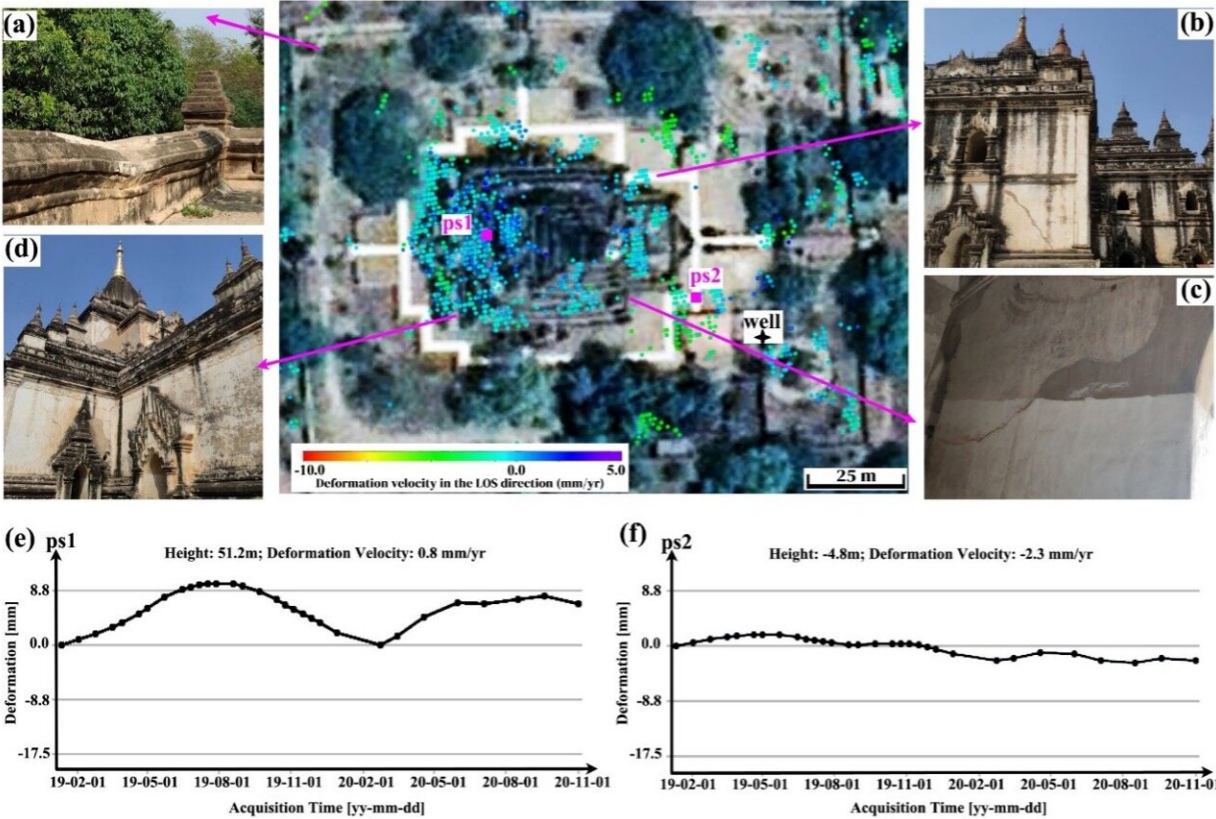 (a)
(b)
ps1
ps2
(d)
well
(c)
-10.0 0.0 5.0
Deformation velocity in the LOS direction (mm/yr)
25 m
(e) ps1
Height: 51.2m; Deformation Velocity: 0.8 mm/yr
8.8
0.0
-8.8
-17.5
Deformation [mm]
19-02-01 19-05-01 19-08-01 19-11-01 20-02-01 20-05-01 20-08-01 20-11-01
Acquisition Time [yy-mm-dd]
(f) ps2
Height: -4.8m; Deformation Velocity: -2.3 mm/yr
8.8
0.0
-8.8
-17.5
Deformation [mm]
19-02-01 19-05-01 19-08-01 19-11-01 20-02-01 20-05-01 20-08-01 20-11-01
Acquisition Time [yy-mm-dd]